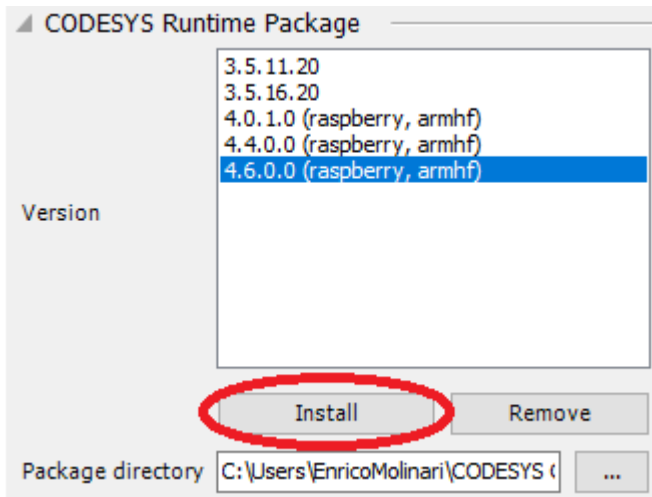 CODESYS Runtime Package
3.5.11.20
3.5.16.20
4.0.1.0 (raspberry, armhf)
4.4.0.0 (raspberry, armhf)
4.6.0.0 (raspberry, armhf)
Version
Install Remove
Package directory C:\Users\EnricoMolinari\CODESYS ...